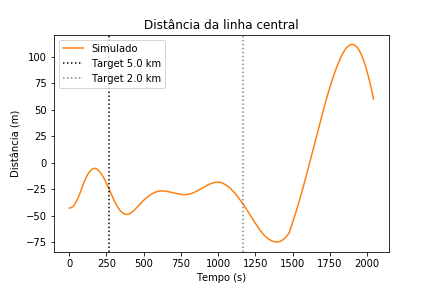 Distância da linha central
Simulado
Target 5.0 km
Target 2.0 km
Distância (m)
100
75
50
25
0
−25
−50
−75
0 250 500 750 1000 1250 1500 1750 2000
Tempo (s)